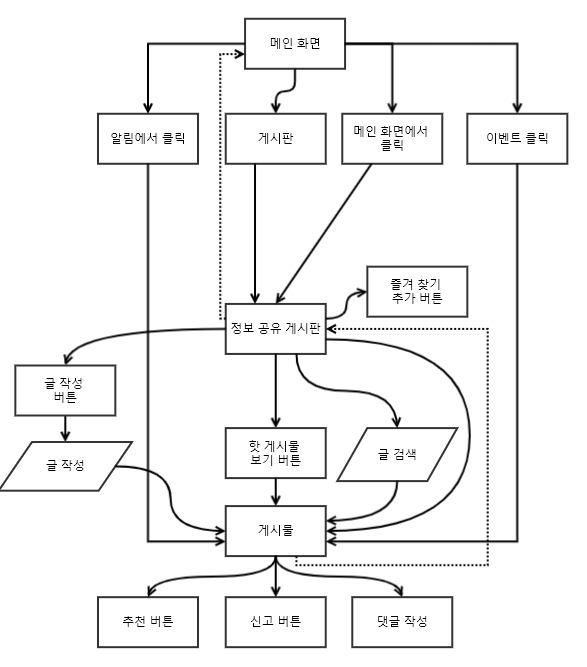 메인 화면
알림에서 클릭
게시판
메인 화면에서
클릭
이벤트 클릭
즐겨 찾기
추가 버튼
정보 공유 게시판
글 작성
버튼
글 작성
핫 게시물
보기 버튼
글 검색
게시물
추천 버튼
신고 버튼
댓글 작성